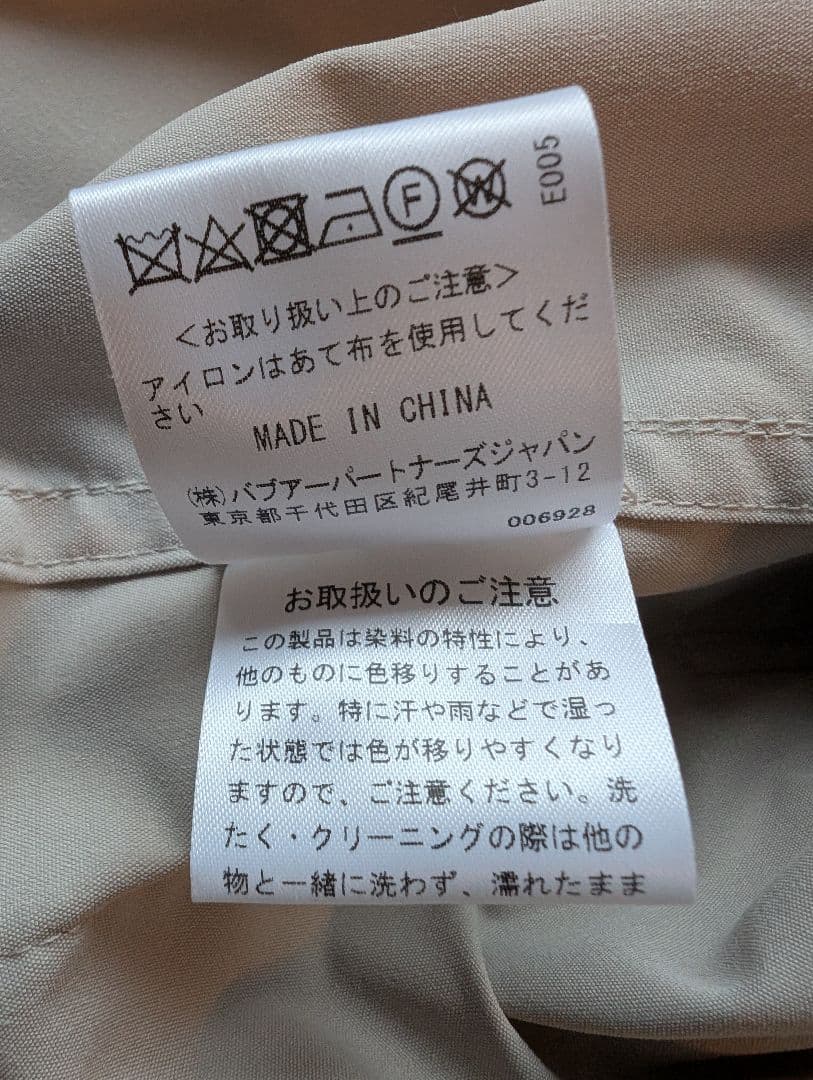 F W E005
<お取り扱い上のご注意>
アイロンはあて布を使用してくだ
さい
MADE IN CHINA
(株)バブアーパートナーズジャパン
東京都千代田区紀尾井町3-12
006928
お取扱いのご注意
この製品は染料の特性により、
他のものに色移りすることがあ
ります。特に汗や雨などで湿っ
た状態では色が移りやすくなり
ますので、ご注意ください。洗
たく・クリーニングの際は他の
物と一緒に洗わず、濡れたまま